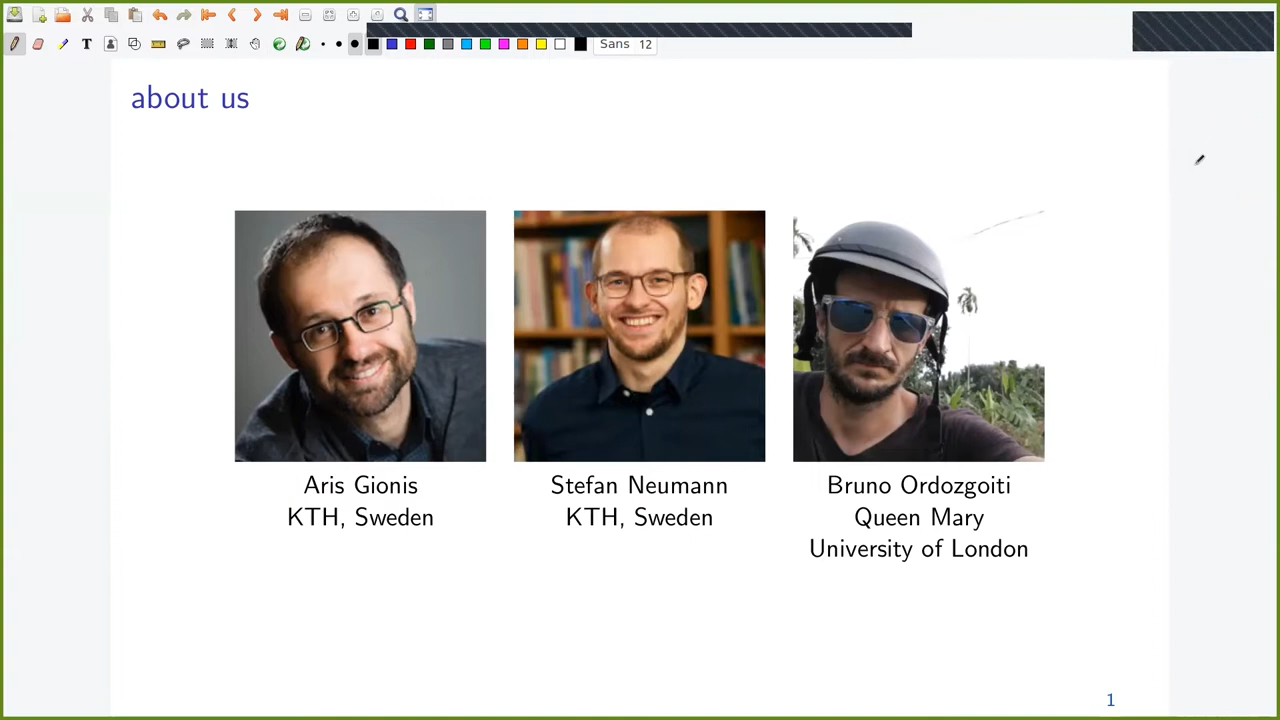 Sans 12
about us
Aris Gionis
KTH, Sweden
Stefan Neumann
KTH, Sweden
Bruno Ordozgoiti
Queen Mary
University of London
1